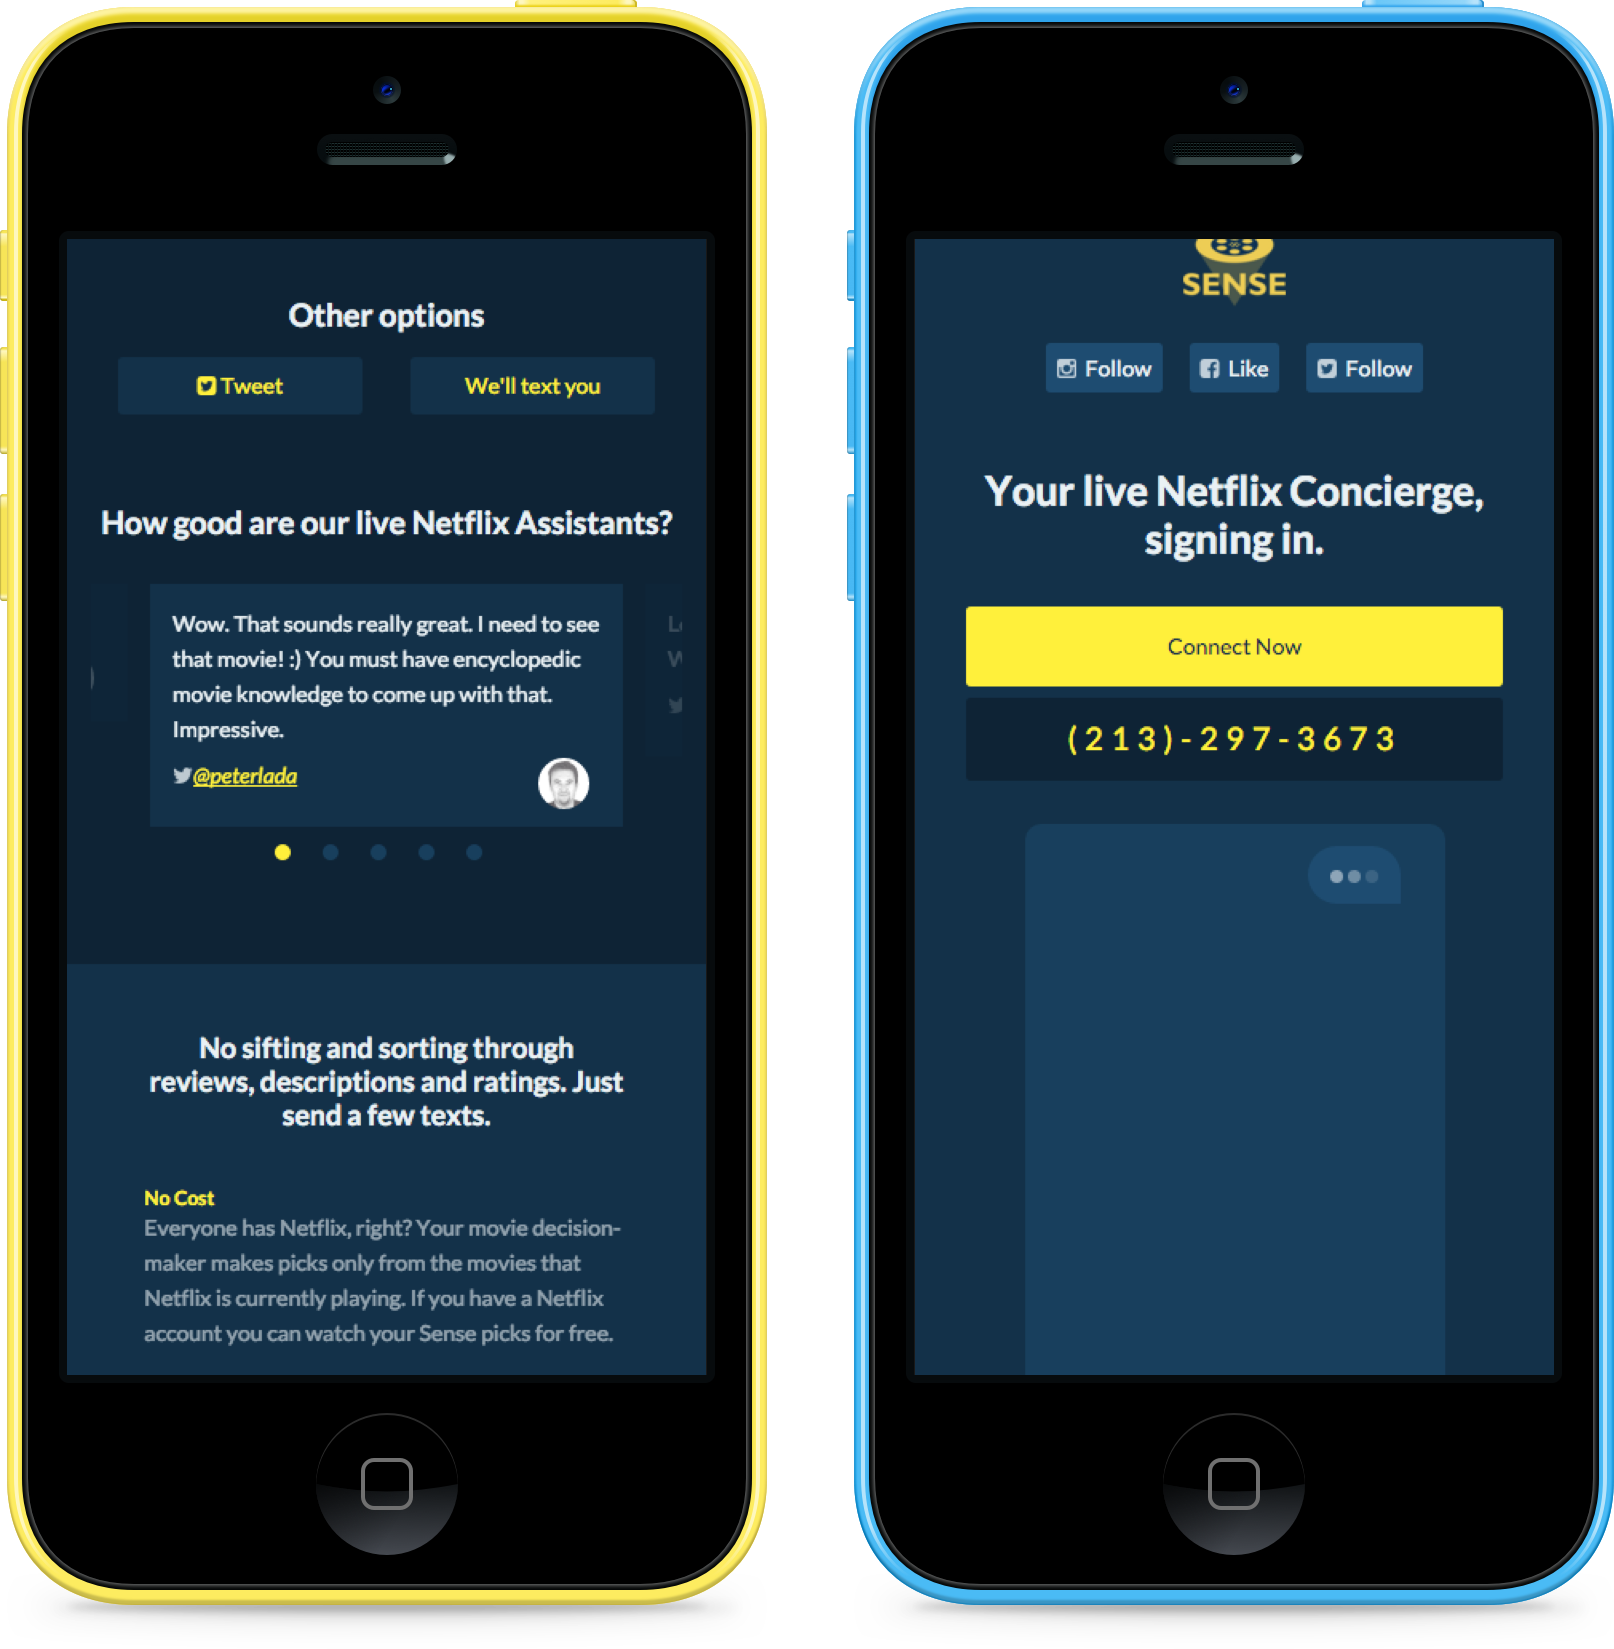 Other options
Tweet
We'll text you
How good are our live Netflix Assistants?
Wow. That sounds really great. I need to see
that movie! :) You must have encyclopedic
movie knowledge to come up with that.
Impressive.
@peterlada
No sifting and sorting through
reviews, descriptions and ratings. Just
send a few texts.
No Cost
Everyone has Netflix, right? Your movie decision-
maker makes picks only from the movies that
Netflix is currently playing. If you have a Netflix
account you can watch your Sense picks for free.
SENSE
Follow
Like
Follow
Your live Netflix Concierge,
signing in.
Connect Now
(213)-297-3673